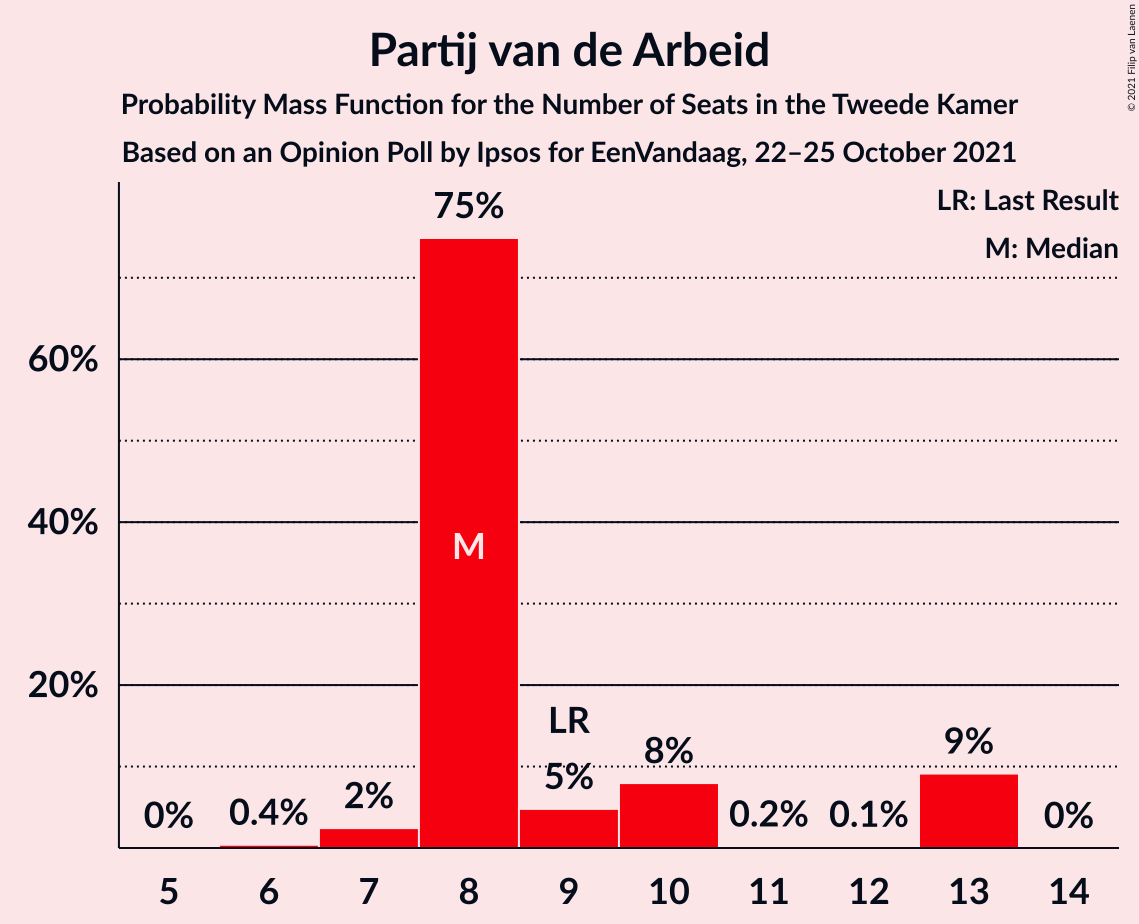 Partij van de Arbeid
Probability Mass Function for the Number of Seats in the Tweede Kamer
Based on an Opinion Poll by Ipsos for EenVandaag, 22–25 October 2021
© 2021 Filip van Laenen
LR: Last Result
M: Median
75%
60%
40%
20%
M
LR
0%
0.4%
2%
5%
8%
0.2%
0.1%
9%
0%
5 6 7 8 9 10 11 12 13 14